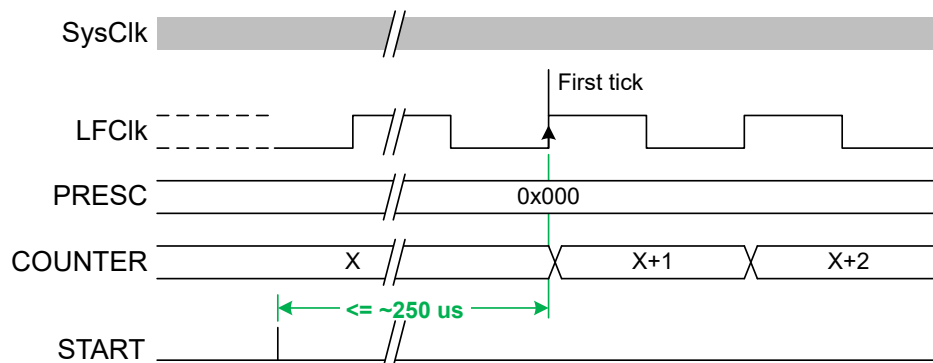 SysClk
First tick
LFClk
PRESC
0x000
COUNTER
X
X+1
X+2
<= ~250 us
START